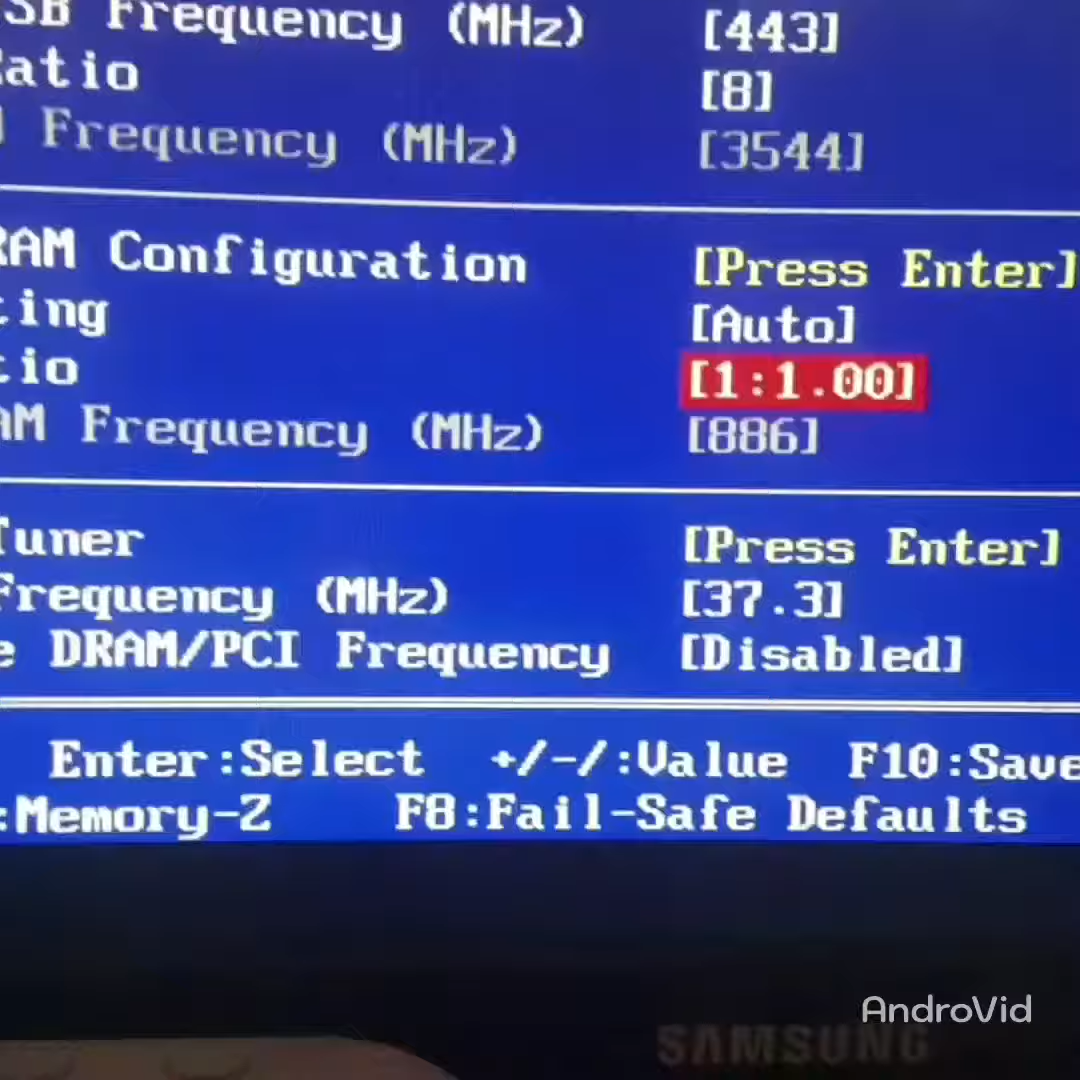 SB Frequency (MHz) [443]
Ratio [8]
Frequency (MHz) [3544]
RAM Configuration [Press Enter]
ting [Auto]
tio [1:1.00]
AM Frequency (MHz) [886]
Tuner [Press Enter]
Frequency (MHz) [37.3]
e DRAM/PCI Frequency [Disabled]
Enter:Select +/-/:Value F10:Save
:Memory-Z F8:Fail-Safe Defaults
AndroVid
SAMSUNG